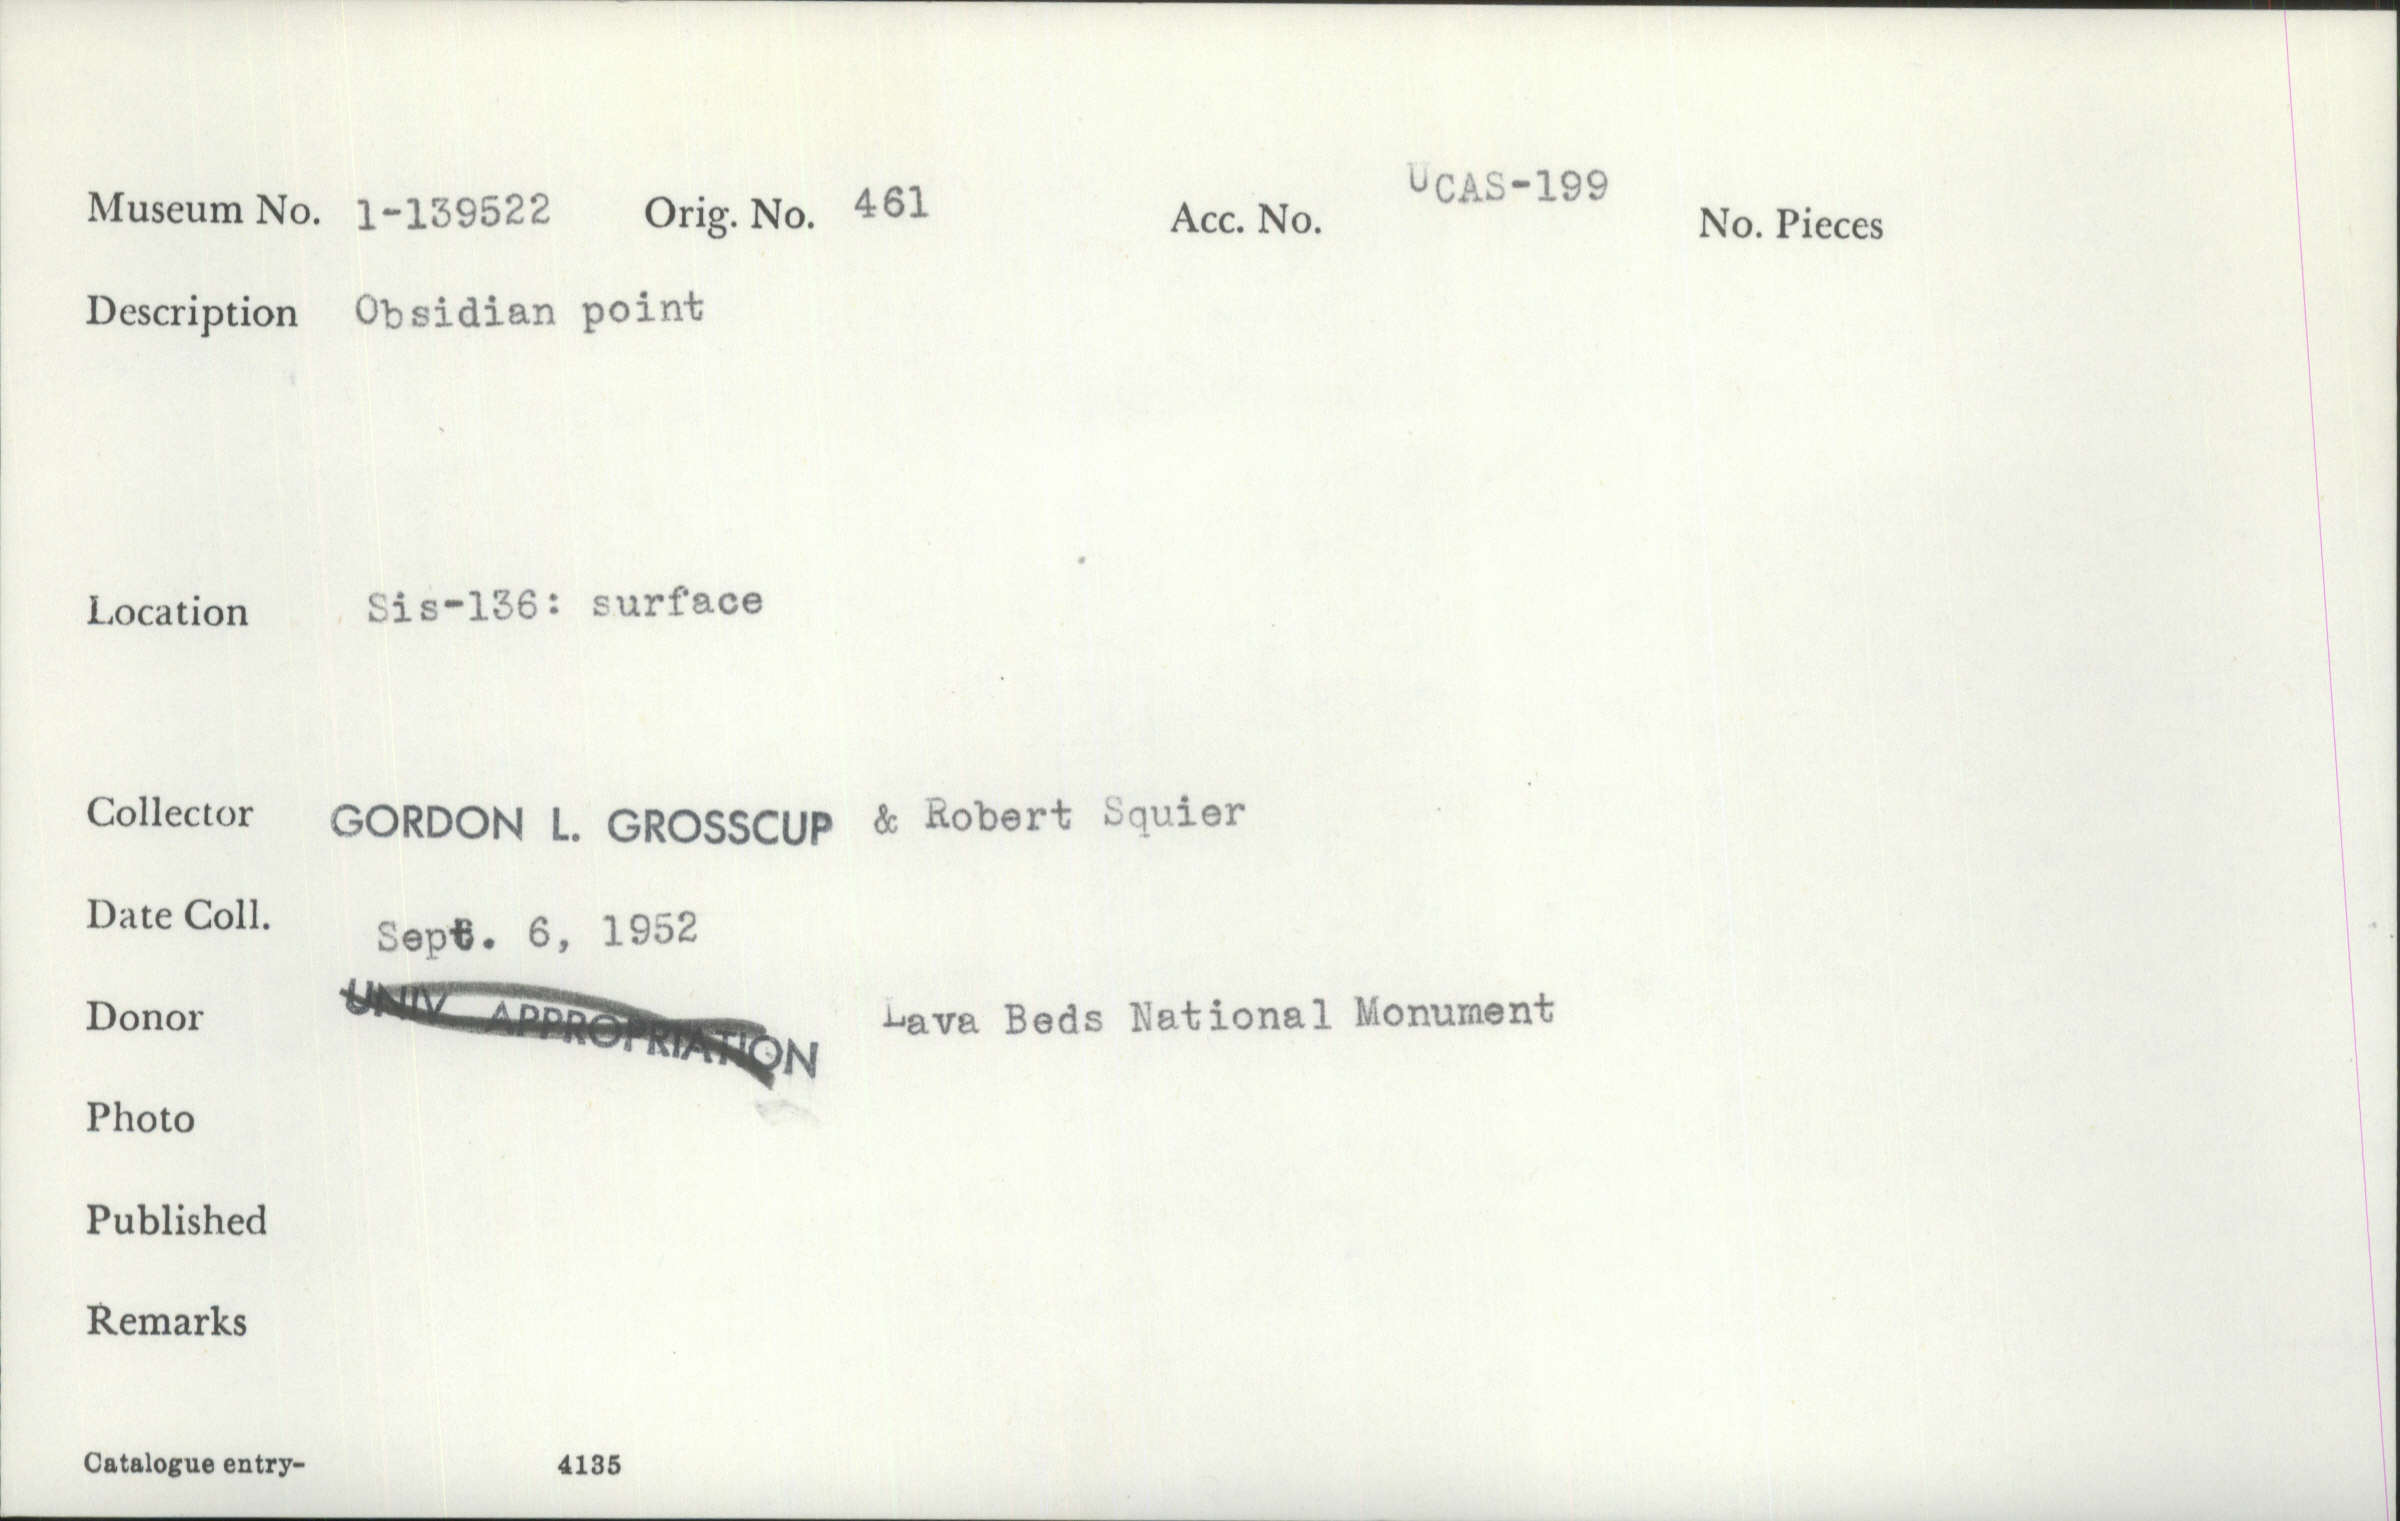 Museum No. 1-139522 Orig. No. 461 Acc. No. UCAS-199 No. Pieces
Description Obsidian point
Location Sis-136: surface
Collector GORDON L. GROSSCUP & Robert Squier
Date Coll. Sept. 6, 1952
Donor UNIV APPROPRIATION Lava Beds National Monument
Photo
Published
Remarks
Catalogue entry- 4135